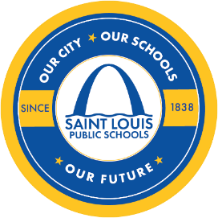 OUR CITY ★ OUR SCHOOLS
SINCE 1838
SAINT LOUIS
PUBLIC SCHOOLS
★ OUR FUTURE ★